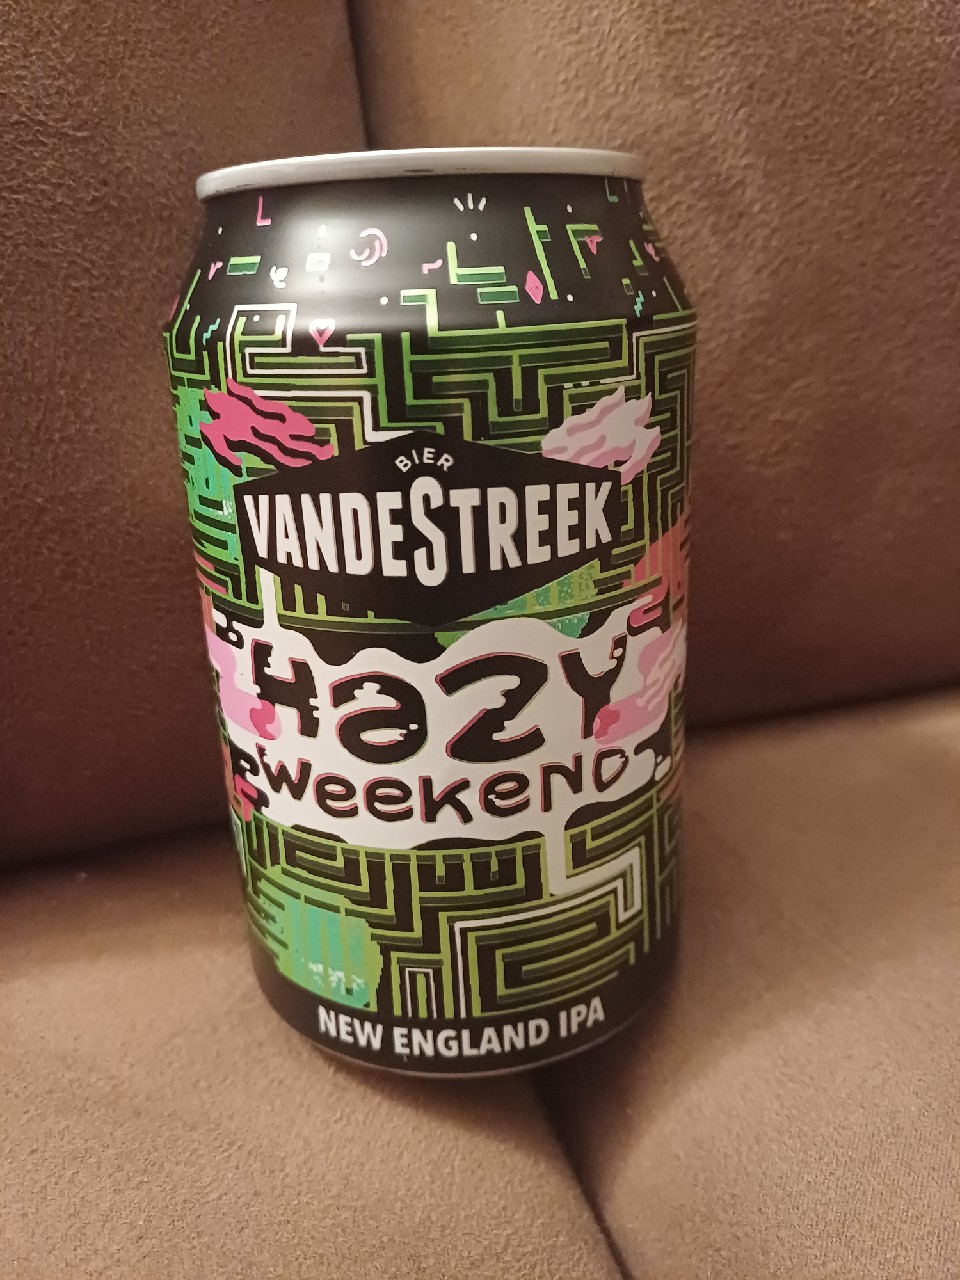 BIER
VANDESTREEK
HaZY
WeekeND
NEW ENGLAND IPA